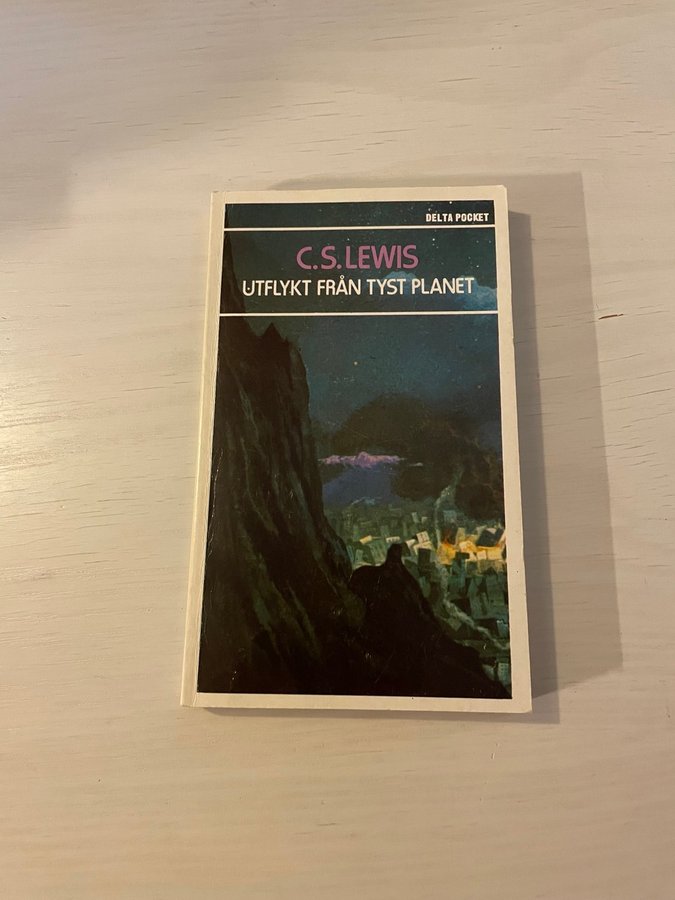 DELTA POCKET
C.S. LEWIS
UTFLYKT FRÅN TYST PLANET